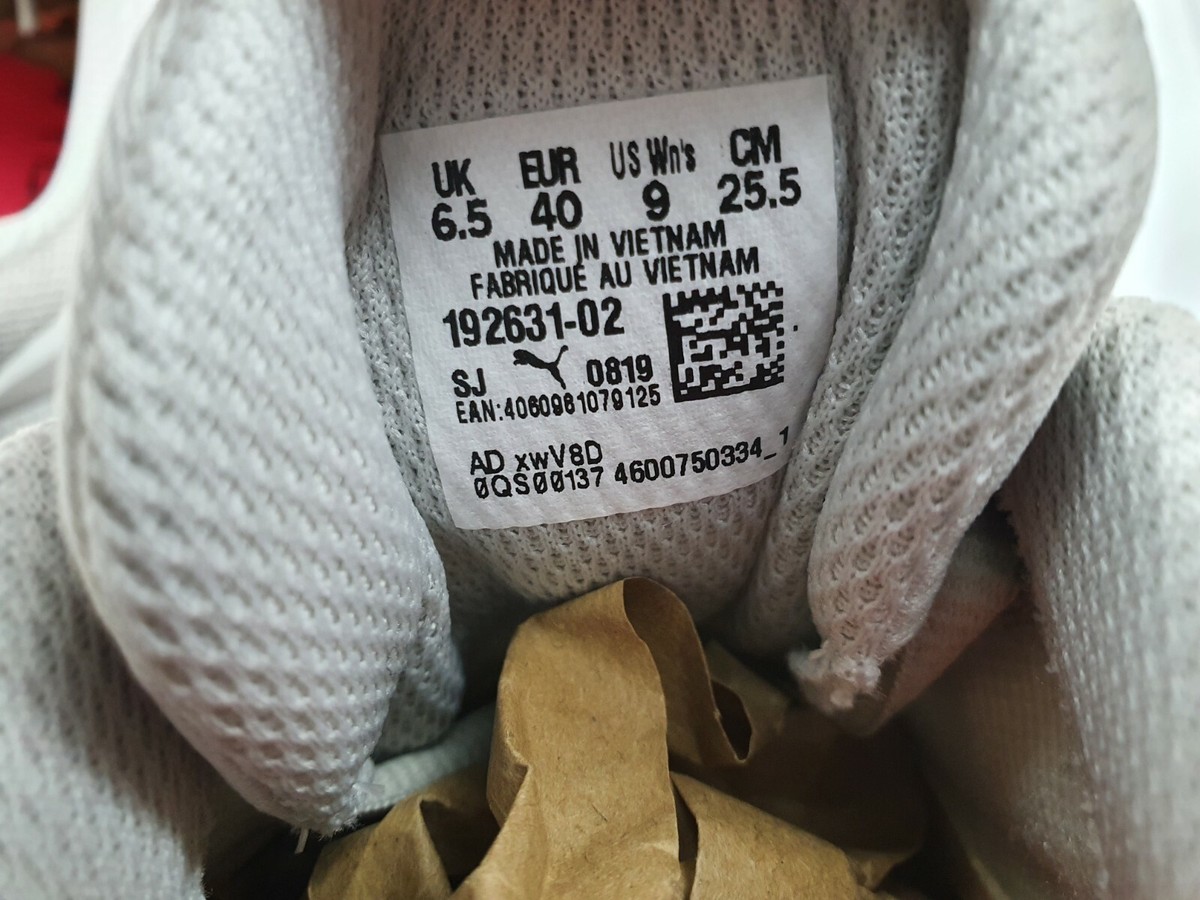 UK EUR US Wn's CM
6.5 40 9 25.5
MADE IN VIETNAM
FABRIQUÉ AU VIETNAM
192631-02
SJ 0819
EAN:4060981079125
AD xwV8D
0QS00137 4600750334_1